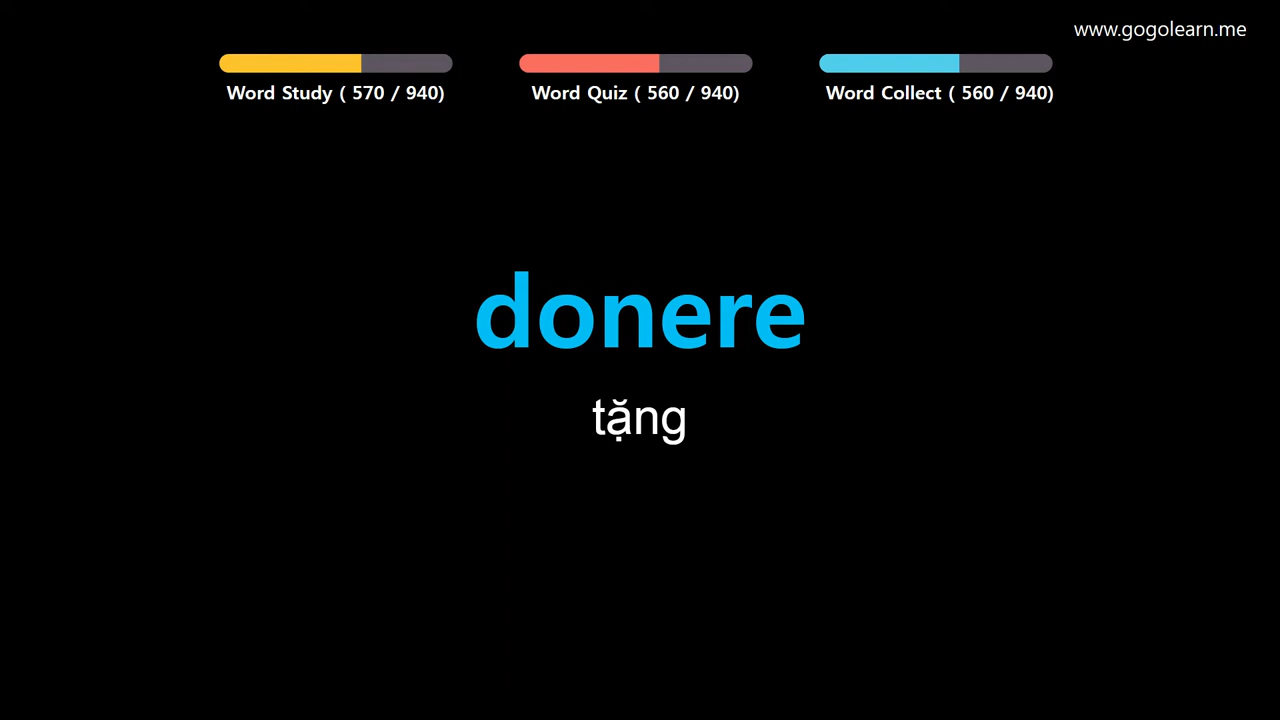 www.gogolearn.me
Word Study ( 570 / 940)
Word Quiz ( 560 / 940)
Word Collect ( 560 / 940)
donere
tặng